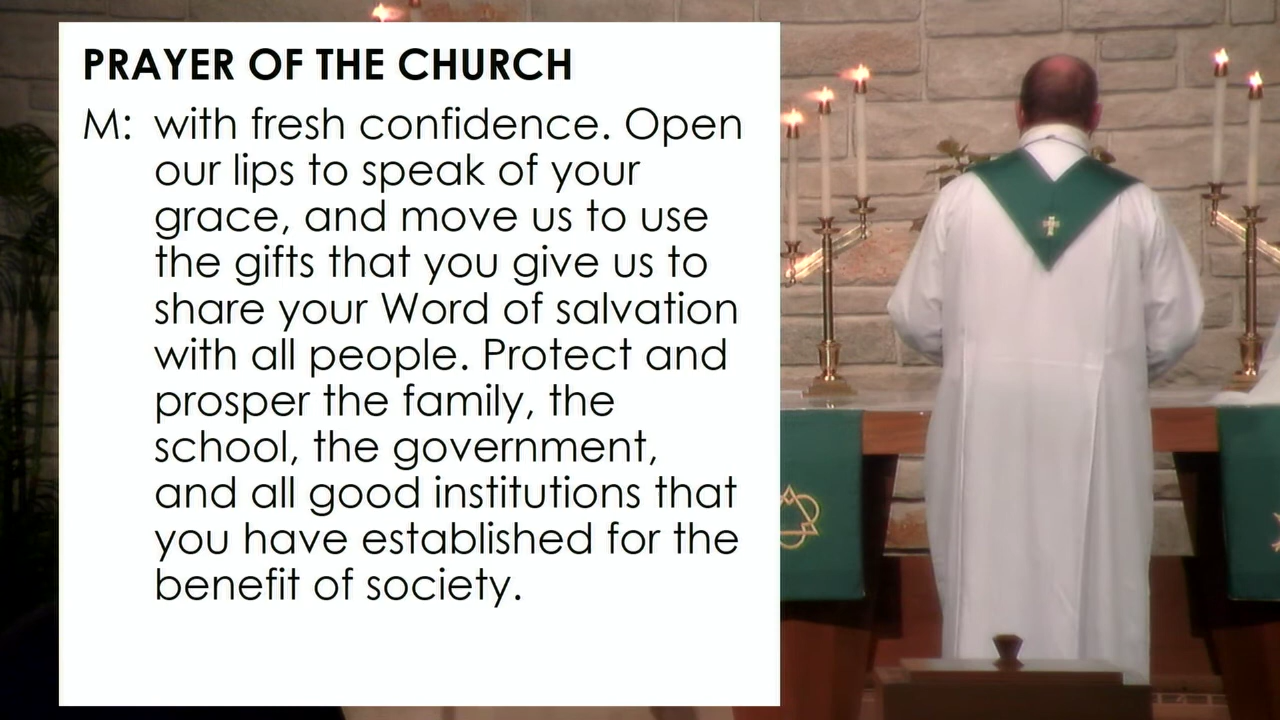 PRAYER OF THE CHURCH
M: with fresh confidence. Open
our lips to speak of your
grace, and move us to use
the gifts that you give us to
share your Word of salvation
with all people. Protect and
prosper the family, the
school, the government,
and all good institutions that
you have established for the
benefit of society.